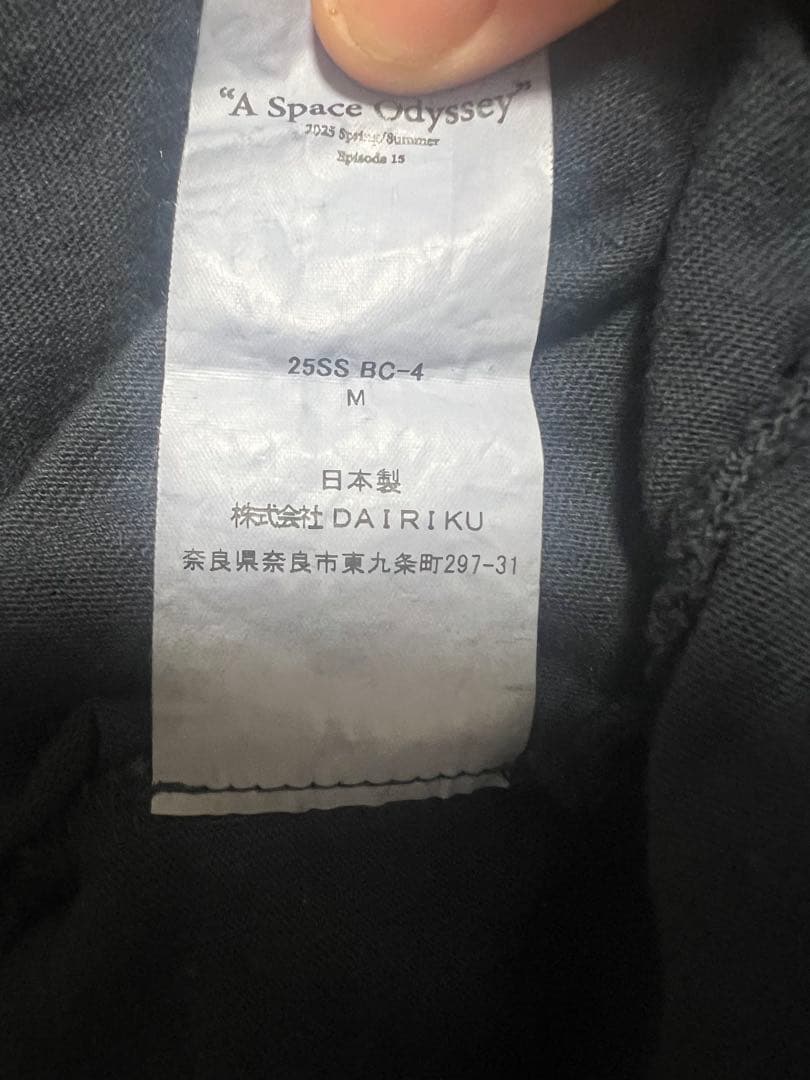 “A Space Odyssey”
2025 Spring/Summer
Episode 15
25SS BC-4
M
日本製
株式会社 DAIRIKU
奈良県奈良市東九条町297-31